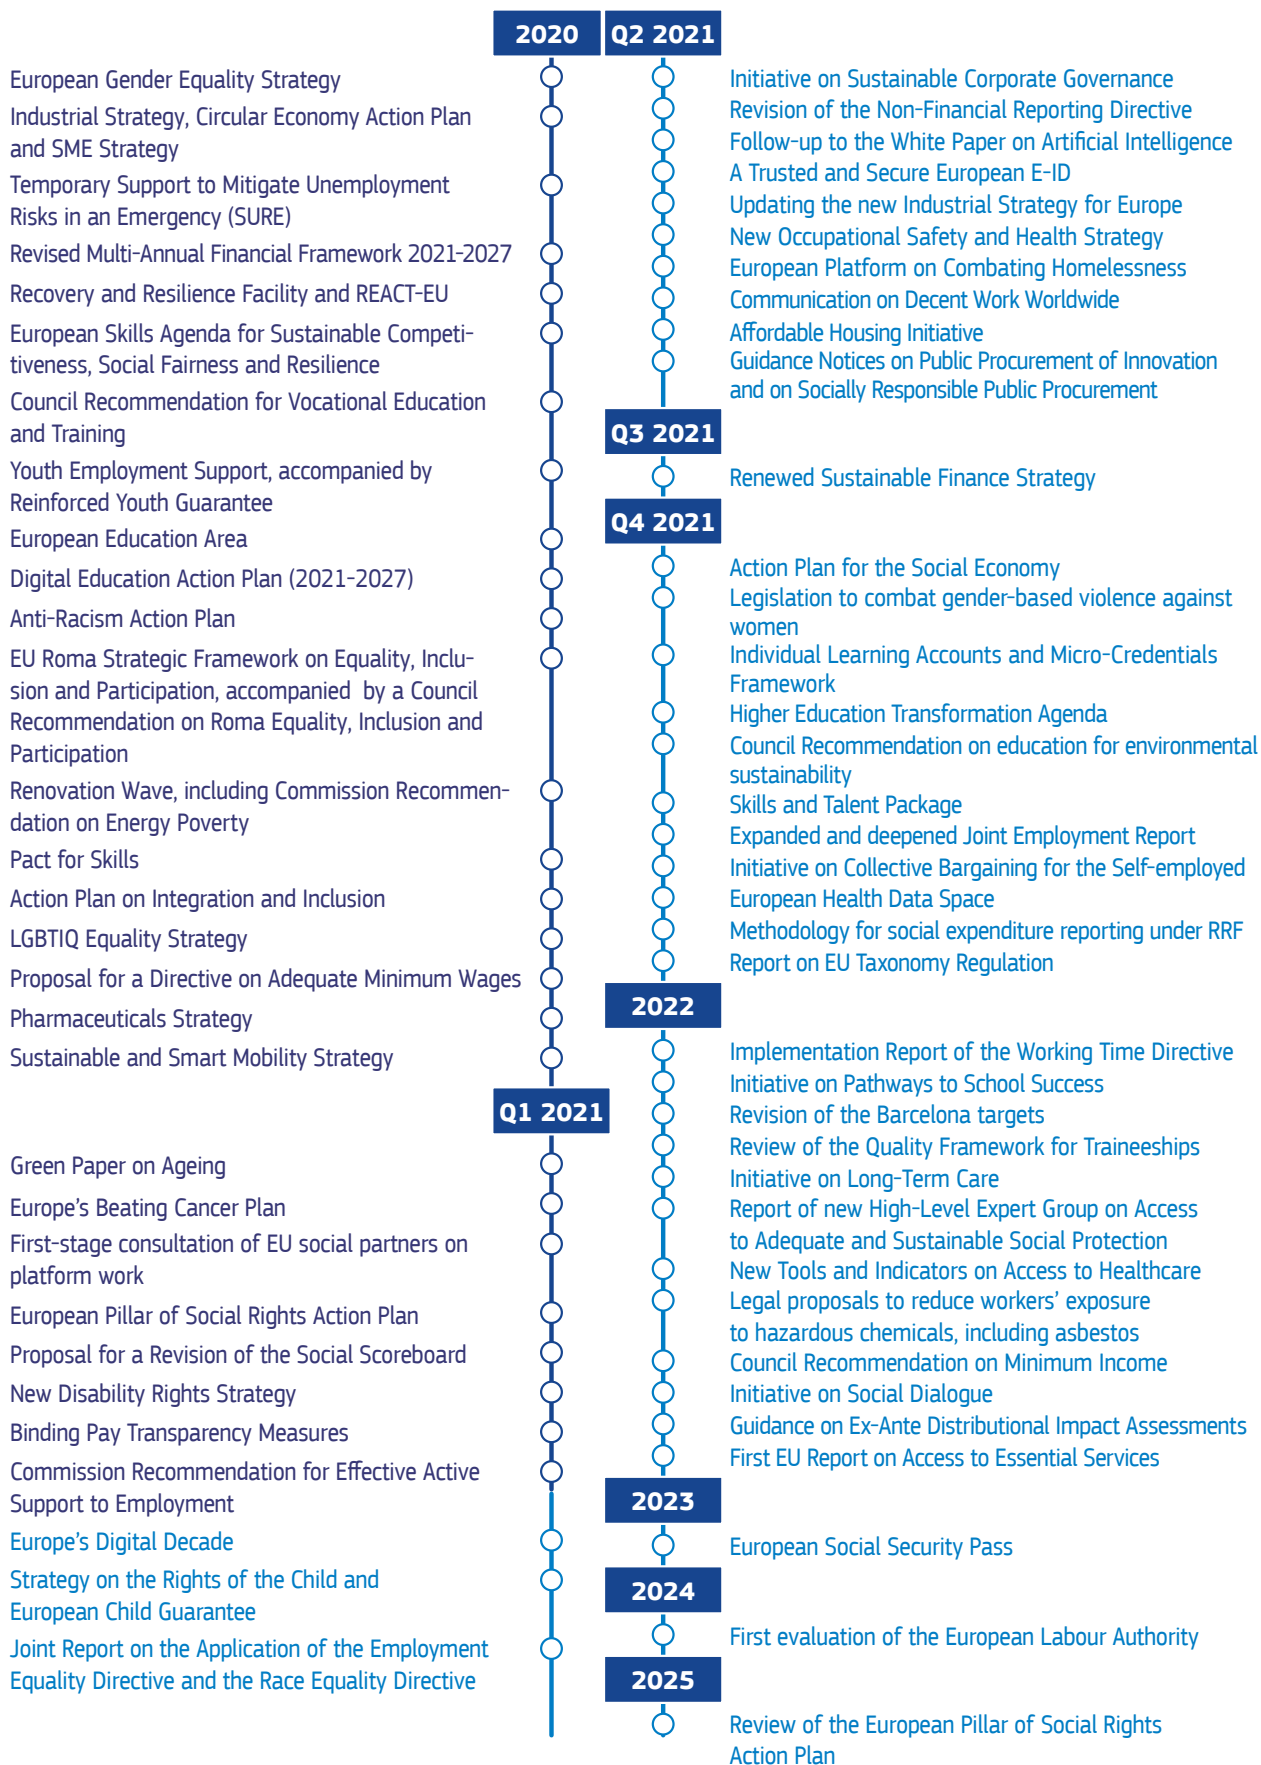 2020
European Gender Equality Strategy
Industrial Strategy, Circular Economy Action Plan
and SME Strategy
Temporary Support to Mitigate Unemployment
Risks in an Emergency (SURE)
Revised Multi-Annual Financial Framework 2021-2027
Recovery and Resilience Facility and REACT-EU
European Skills Agenda for Sustainable Competi-
tiveness, Social Fairness and Resilience
Council Recommendation for Vocational Education
and Training
Youth Employment Support, accompanied by
Reinforced Youth Guarantee
European Education Area
Digital Education Action Plan (2021-2027)
Anti-Racism Action Plan
EU Roma Strategic Framework on Equality, Inclu-
sion and Participation, accompanied by a Council
Recommendation on Roma Equality, Inclusion and
Participation
Renovation Wave, including Commission Recommen-
dation on Energy Poverty
Pact for Skills
Action Plan on Integration and Inclusion
LGBTIQ Equality Strategy
Proposal for a Directive on Adequate Minimum Wages
Pharmaceuticals Strategy
Sustainable and Smart Mobility Strategy
Q1 2021
Green Paper on Ageing
Europe’s Beating Cancer Plan
First-stage consultation of EU social partners on
platform work
European Pillar of Social Rights Action Plan
Proposal for a Revision of the Social Scoreboard
New Disability Rights Strategy
Binding Pay Transparency Measures
Commission Recommendation for Effective Active
Support to Employment
Europe’s Digital Decade
Strategy on the Rights of the Child and
European Child Guarantee
Joint Report on the Application of the Employment
Equality Directive and the Race Equality Directive
Q2 2021
Initiative on Sustainable Corporate Governance
Revision of the Non-Financial Reporting Directive
Follow-up to the White Paper on Artificial Intelligence
A Trusted and Secure European E-ID
Updating the new Industrial Strategy for Europe
New Occupational Safety and Health Strategy
European Platform on Combating Homelessness
Communication on Decent Work Worldwide
Affordable Housing Initiative
Guidance Notices on Public Procurement of Innovation
and on Socially Responsible Public Procurement
Q3 2021
Renewed Sustainable Finance Strategy
Q4 2021
Action Plan for the Social Economy
Legislation to combat gender-based violence against
women
Individual Learning Accounts and Micro-Credentials
Framework
Higher Education Transformation Agenda
Council Recommendation on education for environmental
sustainability
Skills and Talent Package
Expanded and deepened Joint Employment Report
Initiative on Collective Bargaining for the Self-employed
European Health Data Space
Methodology for social expenditure reporting under RRF
Report on EU Taxonomy Regulation
2022
Implementation Report of the Working Time Directive
Initiative on Pathways to School Success
Revision of the Barcelona targets
Review of the Quality Framework for Traineeships
Initiative on Long-Term Care
Report of new High-Level Expert Group on Access
to Adequate and Sustainable Social Protection
New Tools and Indicators on Access to Healthcare
Legal proposals to reduce workers’ exposure
to hazardous chemicals, including asbestos
Council Recommendation on Minimum Income
Initiative on Social Dialogue
Guidance on Ex-Ante Distributional Impact Assessments
First EU Report on Access to Essential Services
2023
European Social Security Pass
2024
First evaluation of the European Labour Authority
2025
Review of the European Pillar of Social Rights
Action Plan